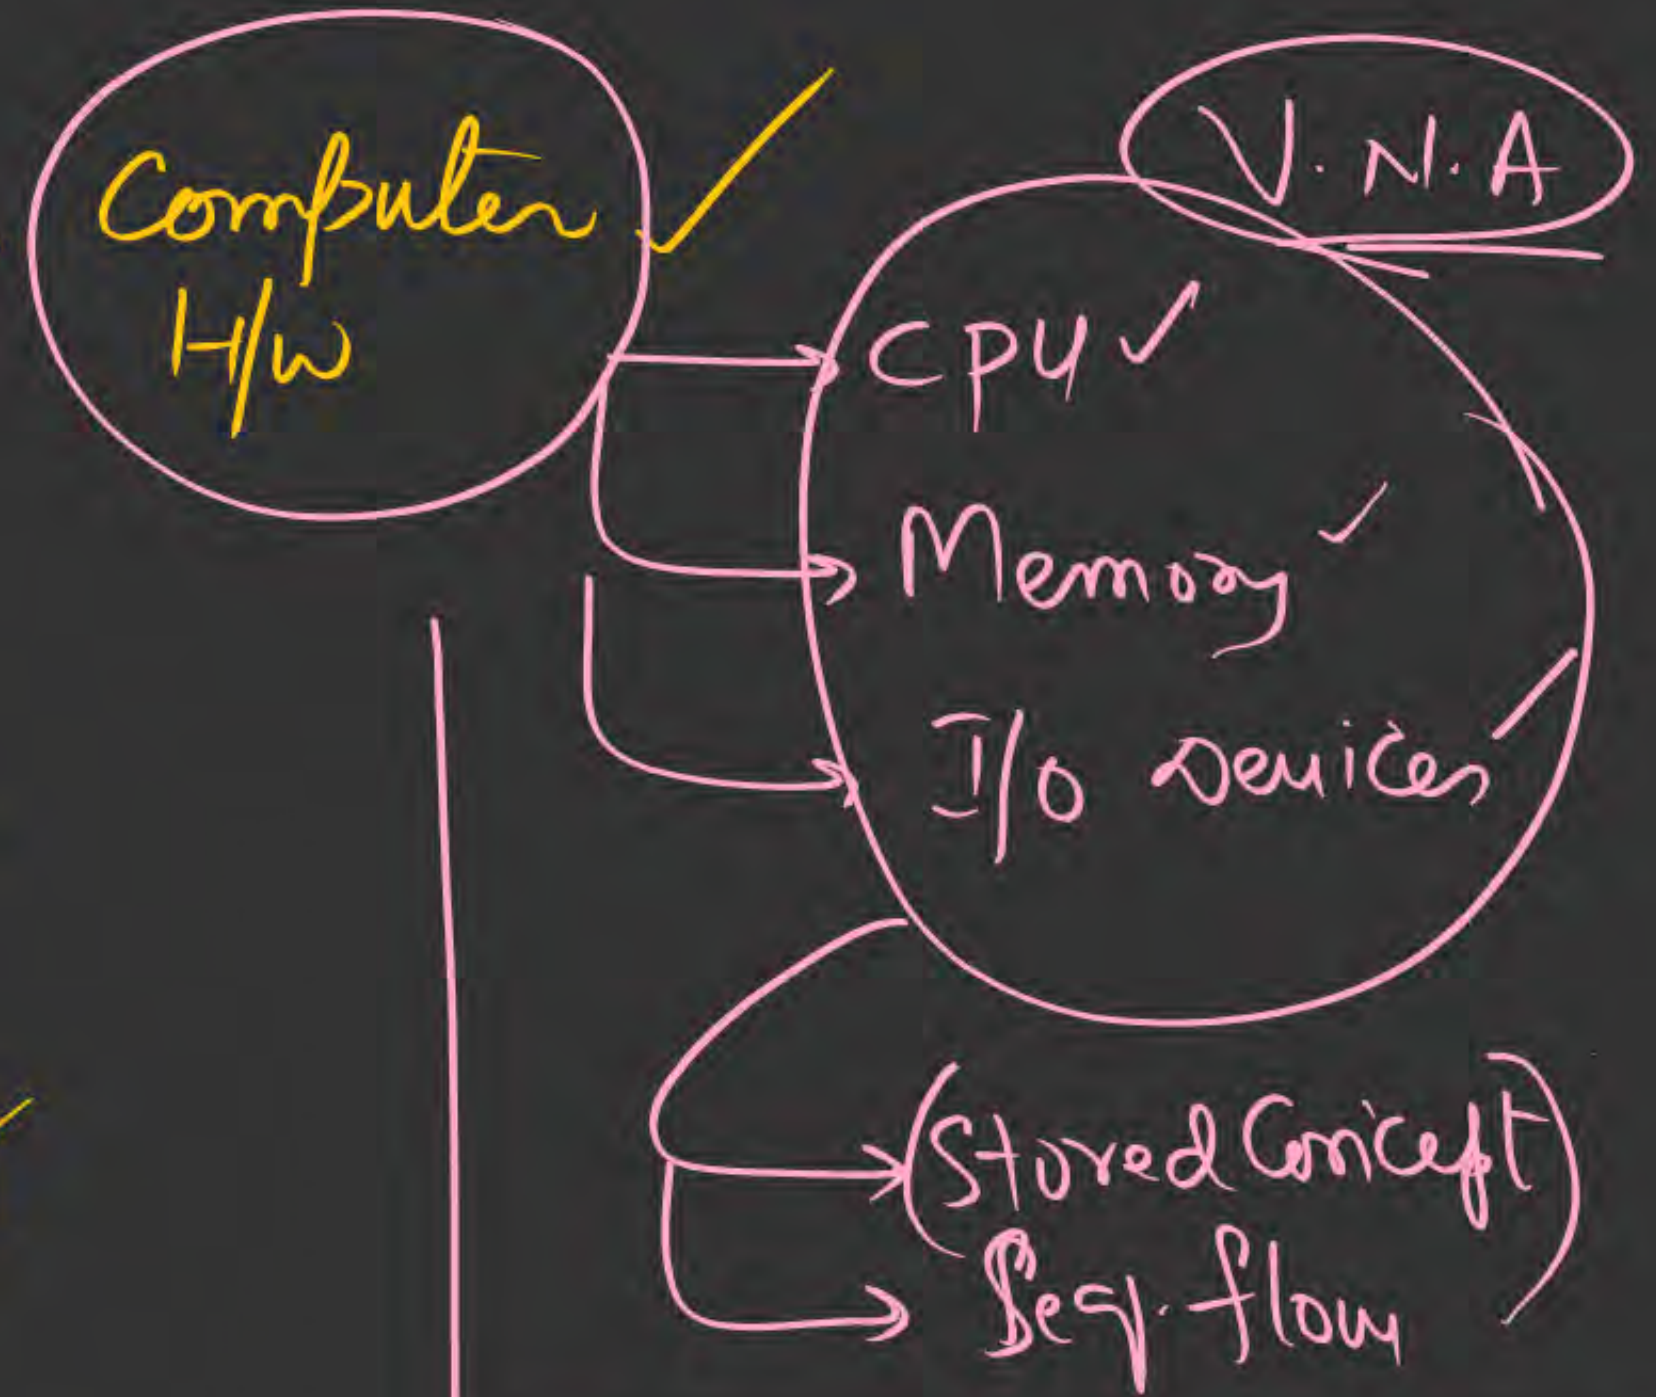 Computer
H/W
V.N.A
CPU
Memory
I/O Devices
(Stored Concept
Seq. flow)